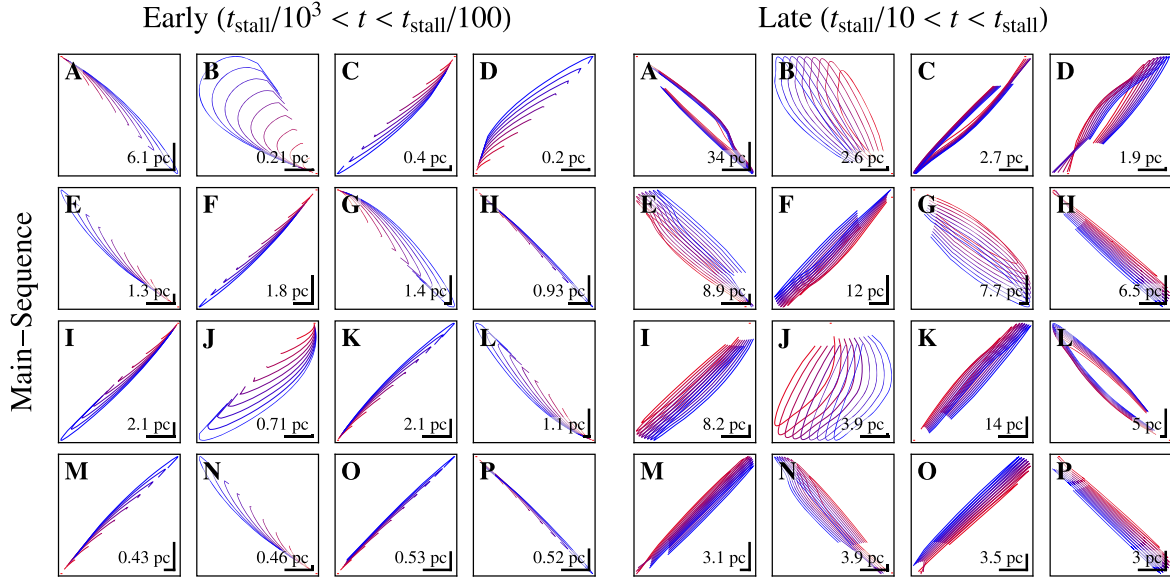 Early (t_stall/10^3 < t < t_stall/100)
Late (t_stall/10 < t < t_stall)
Main−Sequence
A 6.1 pc
B 0.21 pc
C 0.4 pc
D 0.2 pc
A 34 pc
B 2.6 pc
C 2.7 pc
D 1.9 pc
E 1.3 pc
F 1.8 pc
G 1.4 pc
H 0.93 pc
E 8.9 pc
F 12 pc
G 7.7 pc
H 6.5 pc
I 2.1 pc
J 0.71 pc
K 2.1 pc
L 1.1 pc
I 8.2 pc
J 3.9 pc
K 14 pc
L 5 pc
M 0.43 pc
N 0.46 pc
O 0.53 pc
P 0.52 pc
M 3.1 pc
N 3.9 pc
O 3.5 pc
P 3 pc